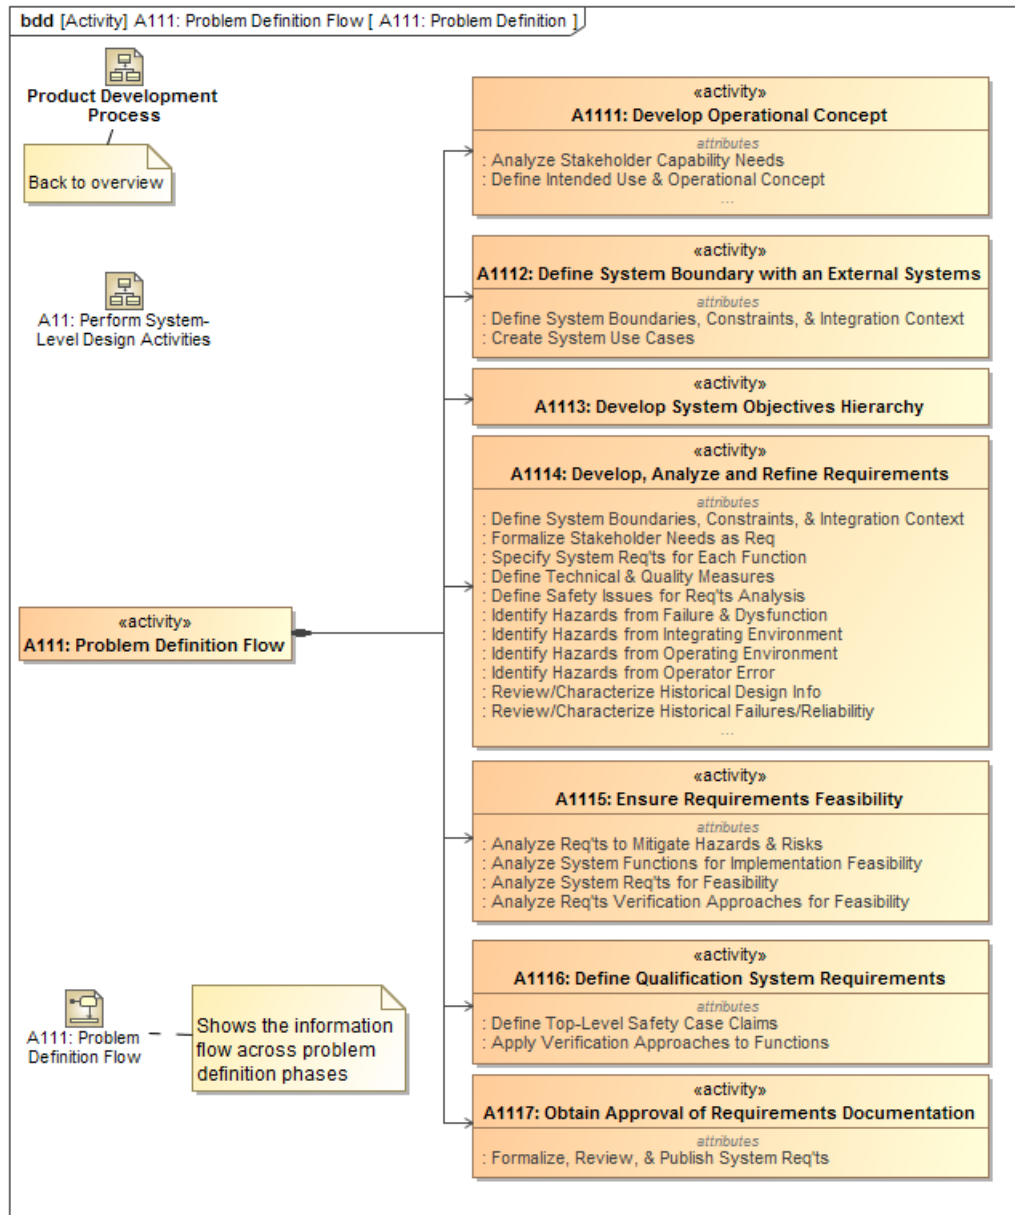 bdd [Activity] A111: Problem Definition Flow [ A111: Problem Definition ]
Product Development
Process
Back to overview
A11: Perform System-
Level Design Activities
«activity»
A111: Problem Definition Flow
A111: Problem
Definition Flow
Shows the information
flow across problem
definition phases
«activity»
A1111: Develop Operational Concept
attributes
: Analyze Stakeholder Capability Needs
: Define Intended Use & Operational Concept
...
«activity»
A1112: Define System Boundary with an External Systems
attributes
: Define System Boundaries, Constraints, & Integration Context
: Create System Use Cases
«activity»
A1113: Develop System Objectives Hierarchy
«activity»
A1114: Develop, Analyze and Refine Requirements
attributes
: Define System Boundaries, Constraints, & Integration Context
: Formalize Stakeholder Needs as Req
: Specify System Req'ts for Each Function
: Define Technical & Quality Measures
: Define Safety Issues for Req'ts Analysis
: Identify Hazards from Failure & Dysfunction
: Identify Hazards from Integrating Environment
: Identify Hazards from Operating Environment
: Identify Hazards from Operator Error
: Review/Characterize Historical Design Info
: Review/Characterize Historical Failures/Reliabilitiy
...
«activity»
A1115: Ensure Requirements Feasibility
attributes
: Analyze Req'ts to Mitigate Hazards & Risks
: Analyze System Functions for Implementation Feasibility
: Analyze System Req'ts for Feasibility
: Analyze Req'ts Verification Approaches for Feasibility
«activity»
A1116: Define Qualification System Requirements
attributes
: Define Top-Level Safety Case Claims
: Apply Verification Approaches to Functions
«activity»
A1117: Obtain Approval of Requirements Documentation
attributes
: Formalize, Review, & Publish System Req'ts